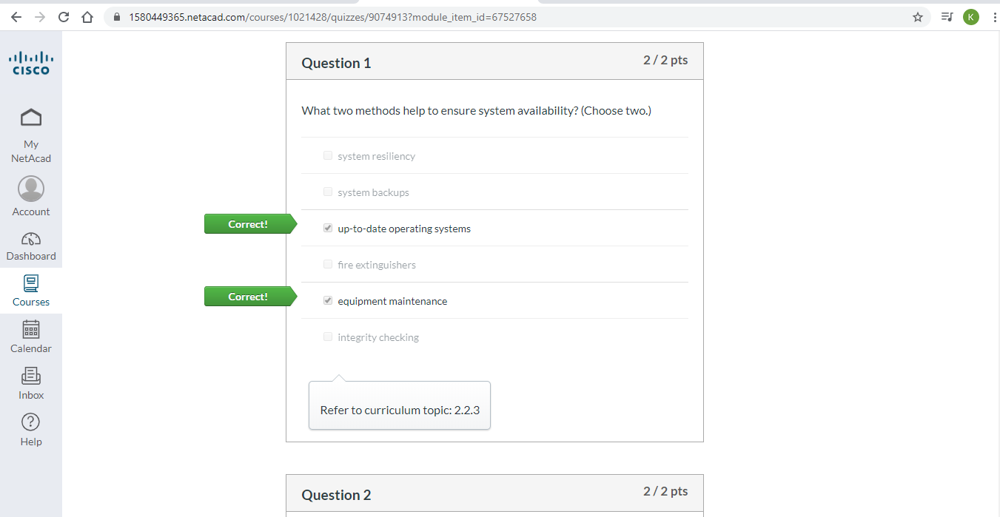 1580449365.netacad.com/courses/1021428/quizzes/9074913?module_item_id=67527658
K
CISCO
My
NetAcad
Account
Dashboard
Courses
Calendar
Inbox
?
Help
Question 1
2 / 2 pts
What two methods help to ensure system availability? (Choose two.)
system resiliency
system backups
Correct!
up-to-date operating systems
fire extinguishers
Correct!
equipment maintenance
integrity checking
Refer to curriculum topic: 2.2.3
Question 2
2 / 2 pts